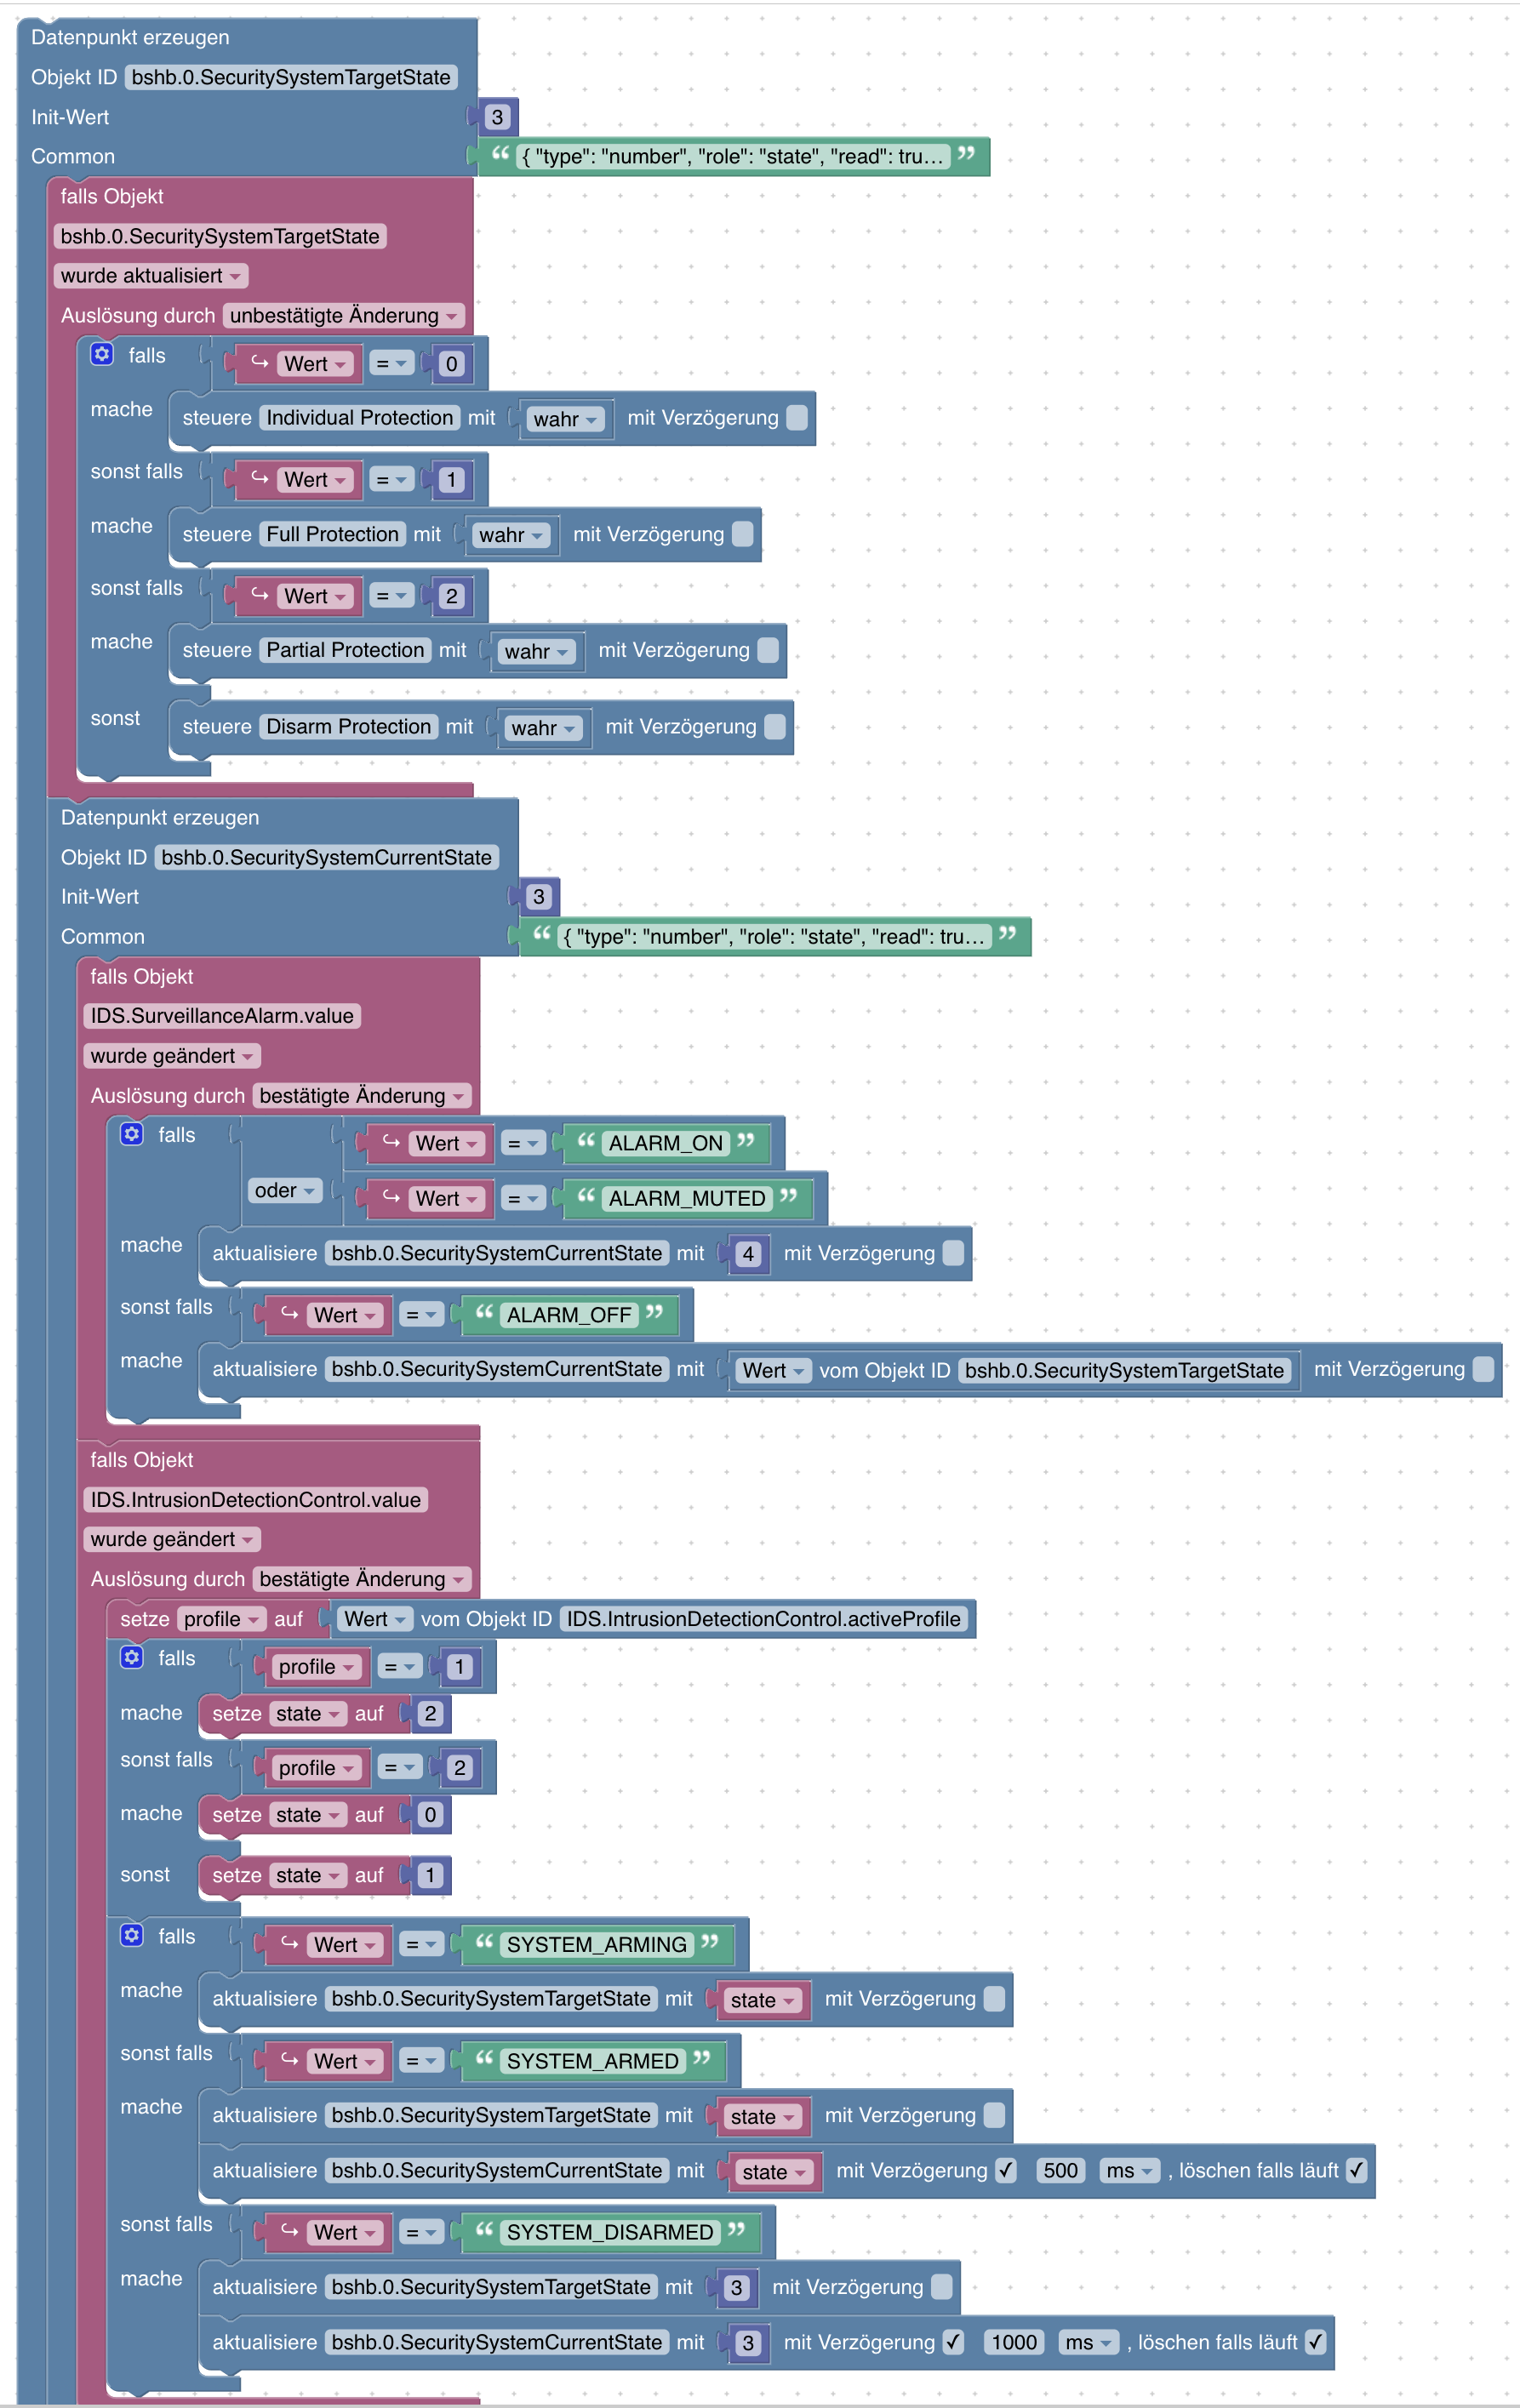 Datenpunkt erzeugen
Objekt ID bshb.0.SecuritySystemTargetState
Init-Wert 3
Common “ { "type": "number", "role": "state", "read": tru… ”
falls Objekt
bshb.0.SecuritySystemTargetState
wurde aktualisiert
Auslösung durch unbestätigte Änderung
falls Wert = 0
mache steuere Individual Protection mit wahr mit Verzögerung
sonst falls Wert = 1
mache steuere Full Protection mit wahr mit Verzögerung
sonst falls Wert = 2
mache steuere Partial Protection mit wahr mit Verzögerung
sonst steuere Disarm Protection mit wahr mit Verzögerung
Datenpunkt erzeugen
Objekt ID bshb.0.SecuritySystemCurrentState
Init-Wert 3
Common “ { "type": "number", "role": "state", "read": tru… ”
falls Objekt
IDS.SurveillanceAlarm.value
wurde geändert
Auslösung durch bestätigte Änderung
falls Wert = “ ALARM_ON ”
oder Wert = “ ALARM_MUTED ”
mache aktualisiere bshb.0.SecuritySystemCurrentState mit 4 mit Verzögerung
sonst falls Wert = “ ALARM_OFF ”
mache aktualisiere bshb.0.SecuritySystemCurrentState mit Wert vom Objekt ID bshb.0.SecuritySystemTargetState mit Verzögerung
falls Objekt
IDS.IntrusionDetectionControl.value
wurde geändert
Auslösung durch bestätigte Änderung
setze profile auf Wert vom Objekt ID IDS.IntrusionDetectionControl.activeProfile
falls profile = 1
mache setze state auf 2
sonst falls profile = 2
mache setze state auf 0
sonst setze state auf 1
falls Wert = “ SYSTEM_ARMING ”
mache aktualisiere bshb.0.SecuritySystemTargetState mit state mit Verzögerung
sonst falls Wert = “ SYSTEM_ARMED ”
mache aktualisiere bshb.0.SecuritySystemTargetState mit state mit Verzögerung
aktualisiere bshb.0.SecuritySystemCurrentState mit state mit Verzögerung ✓ 500 ms , löschen falls läuft ✓
sonst falls Wert = “ SYSTEM_DISARMED ”
mache aktualisiere bshb.0.SecuritySystemTargetState mit 3 mit Verzögerung
aktualisiere bshb.0.SecuritySystemCurrentState mit 3 mit Verzögerung ✓ 1000 ms , löschen falls läuft ✓